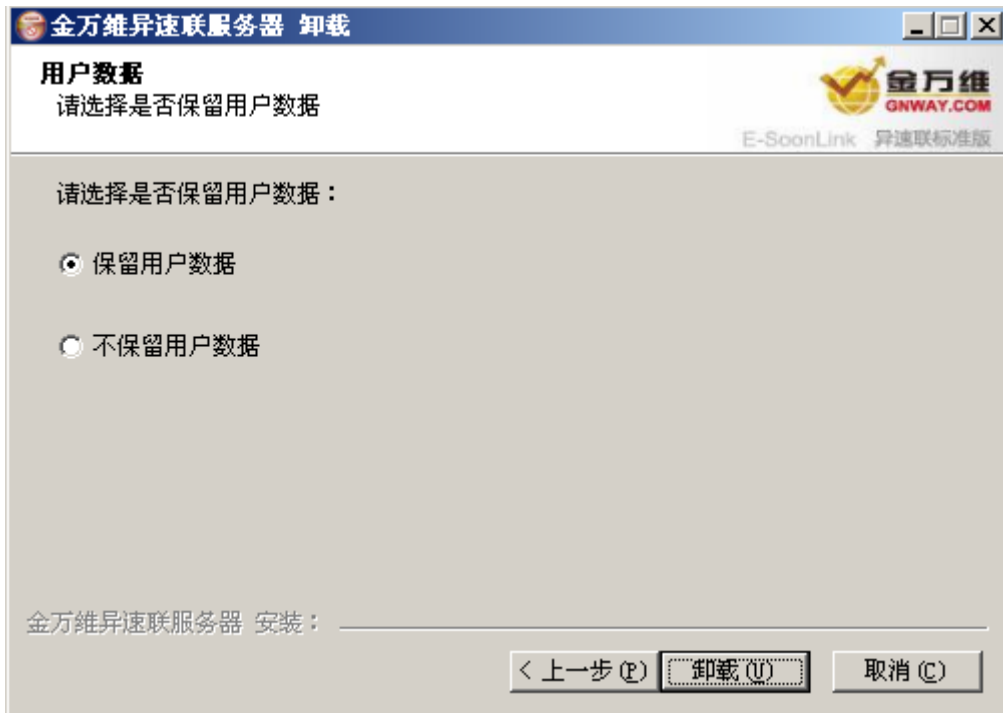 金万维异速联服务器 卸载
用户数据
请选择是否保留用户数据
金万维
GNWAY.COM
E-SoonLink 异速联标准版
请选择是否保留用户数据：
保留用户数据
不保留用户数据
金万维异速联服务器 安装：
< 上一步(P) 卸载(U) 取消(C)